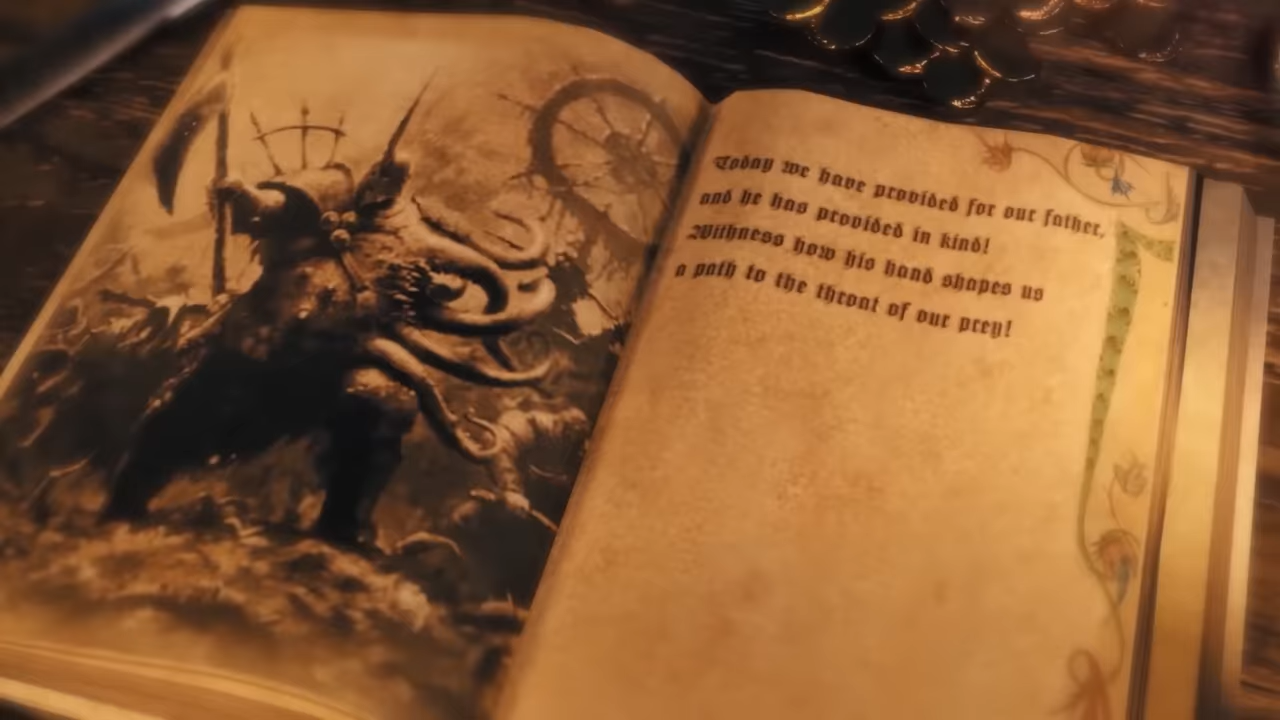 Today we have provided for our father,
and he has provided in kind!
Withness how his hand shapes us
a path to the throat of our prey!